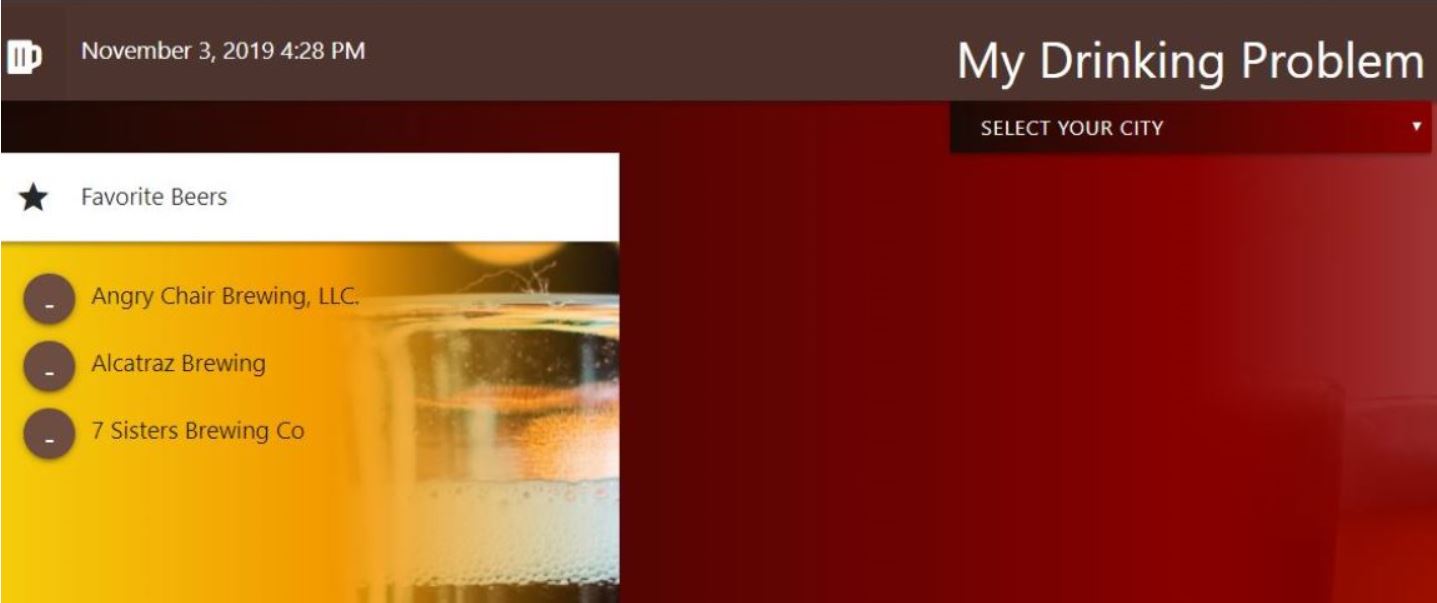 November 3, 2019 4:28 PM
My Drinking Problem
SELECT YOUR CITY
Favorite Beers
- Angry Chair Brewing, LLC.
- Alcatraz Brewing
- 7 Sisters Brewing Co